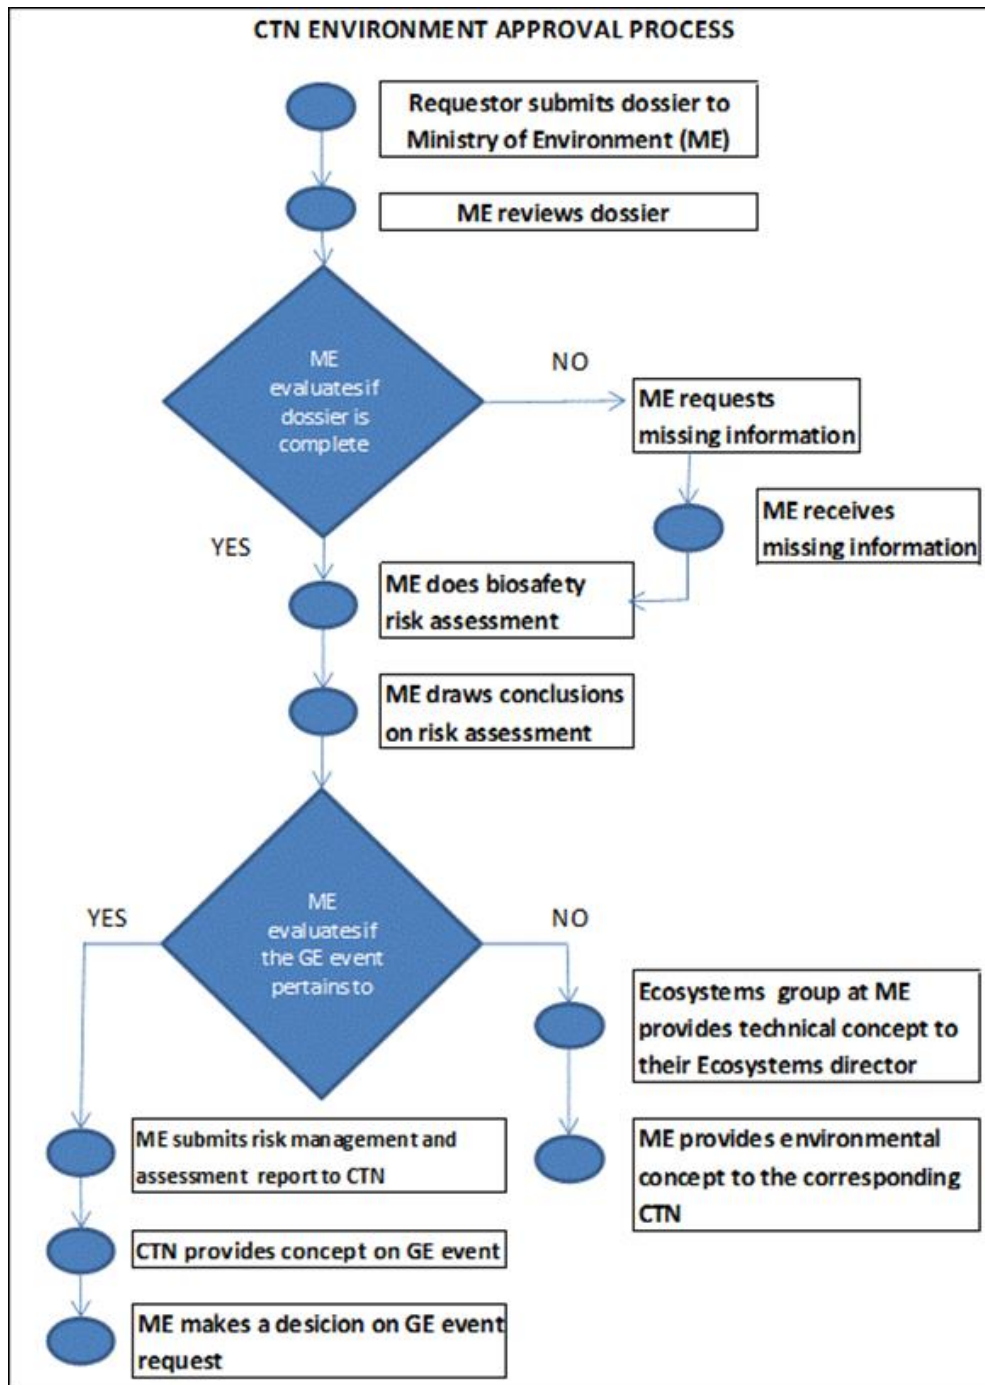 CTN ENVIRONMENT APPROVAL PROCESS
Requestor submits dossier to
Ministry of Environment (ME)
ME reviews dossier
ME
evaluates if
dossier is
complete
NO
ME requests
missing information
ME receives
missing information
YES
ME does biosafety
risk assessment
ME draws conclusions
on risk assessment
ME
evaluates if
the GE event
pertains to
YES
NO
Ecosystems group at ME
provides technical concept to
their Ecosystems director
ME provides environmental
concept to the corresponding
CTN
ME submits risk management and
assessment report to CTN
CTN provides concept on GE event
ME makes a desicion on GE event
request